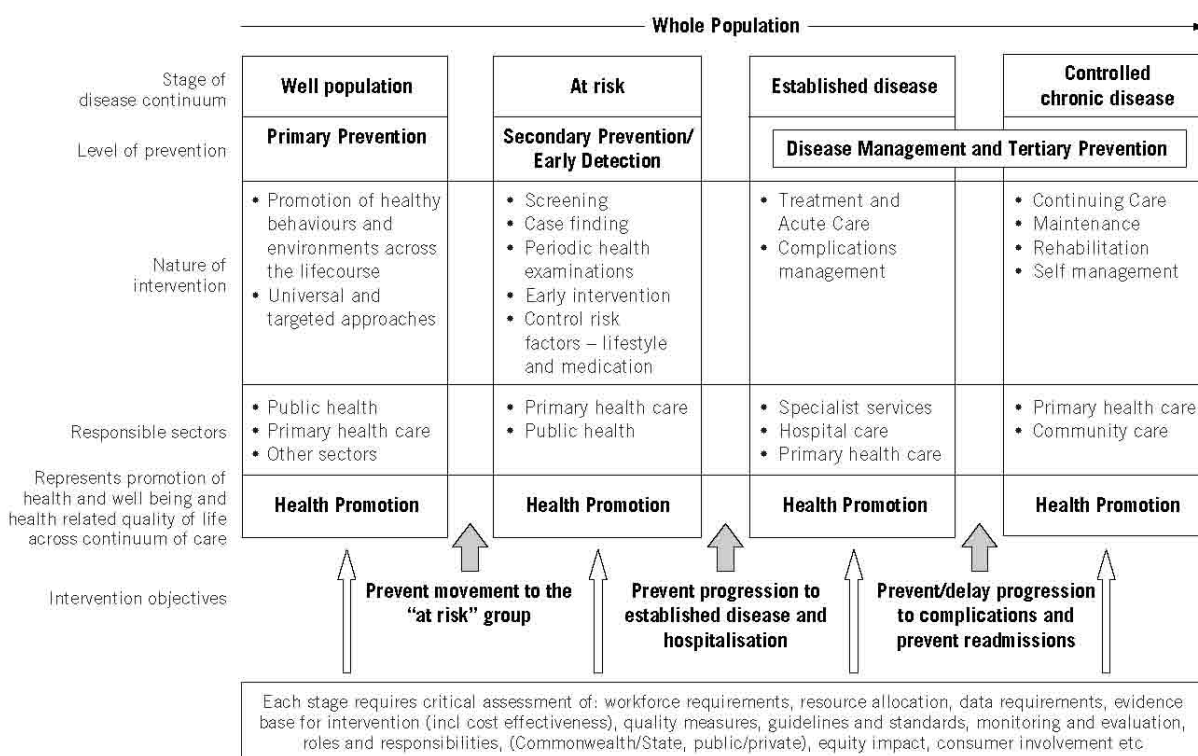 Whole Population
Stage of
disease continuum
Well population
At risk
Established disease
Controlled
chronic disease
Level of prevention
Primary Prevention
Secondary Prevention/
Early Detection
Disease Management and Tertiary Prevention
Nature of
intervention
• Promotion of healthy
behaviours and
environments across
the lifecourse
• Universal and
targeted approaches
• Screening
• Case finding
• Periodic health
examinations
• Early intervention
• Control risk
factors – lifestyle
and medication
• Treatment and
Acute Care
• Complications
management
• Continuing Care
• Maintenance
• Rehabilitation
• Self management
Responsible sectors
• Public health
• Primary health care
• Other sectors
• Primary health care
• Public health
• Specialist services
• Hospital care
• Primary health care
• Primary health care
• Community care
Represents promotion of
health and well being and
health related quality of life
across continuum of care
Health Promotion
Health Promotion
Health Promotion
Health Promotion
Intervention objectives
Prevent movement to the
“at risk” group
Prevent progression to
established disease and
hospitalisation
Prevent/delay progression
to complications and
prevent readmissions
Each stage requires critical assessment of: workforce requirements, resource allocation, data requirements, evidence
base for intervention (incl cost effectiveness), quality measures, guidelines and standards, monitoring and evaluation,
roles and responsibilities, (Commonwealth/State, public/private), equity impact, consumer involvement etc